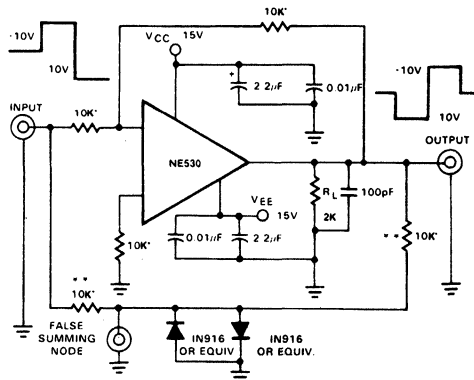 10K*
VCC 15V
-10V
10V
+
2 2µF
0.01µF
-10V
10V
INPUT
10K*
OUTPUT
NE530
RL
2K
100pF
VEE
15V
10K*
0.01µF
2 2µF
** 10K*
** 10K*
FALSE
SUMMING
NODE
IN916
OR EQUIV
IN916
OR EQUIV.